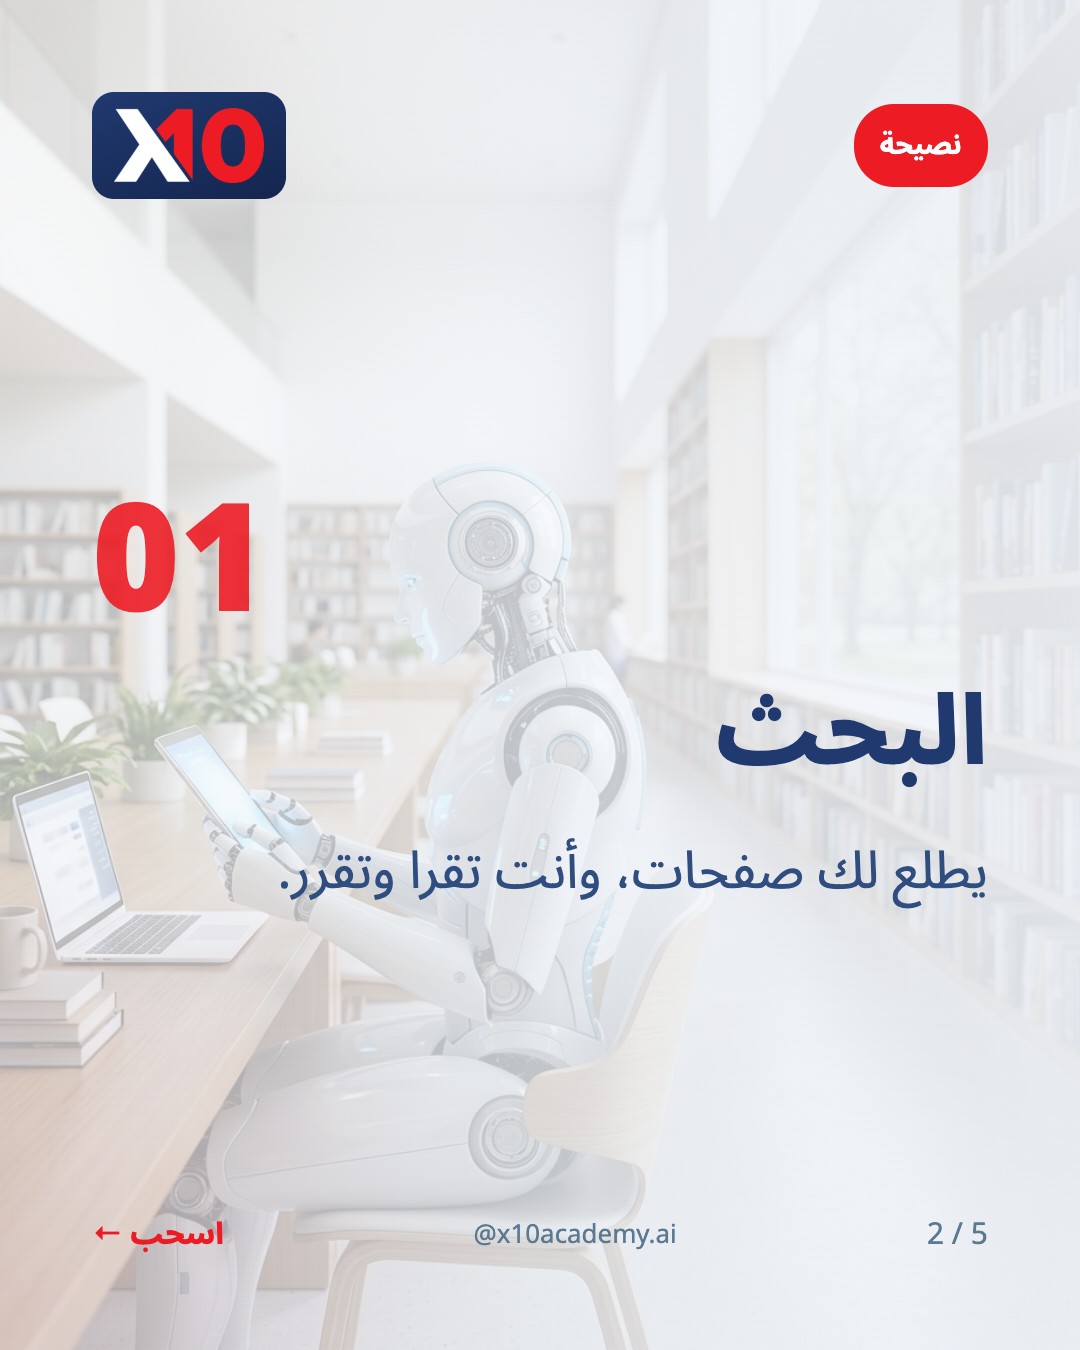 X10
نصيحة
01
البحث
يطلع لك صفحات، وأنت تقرا وتقرر.
اسحب ←
@x10academy.ai
2 / 5